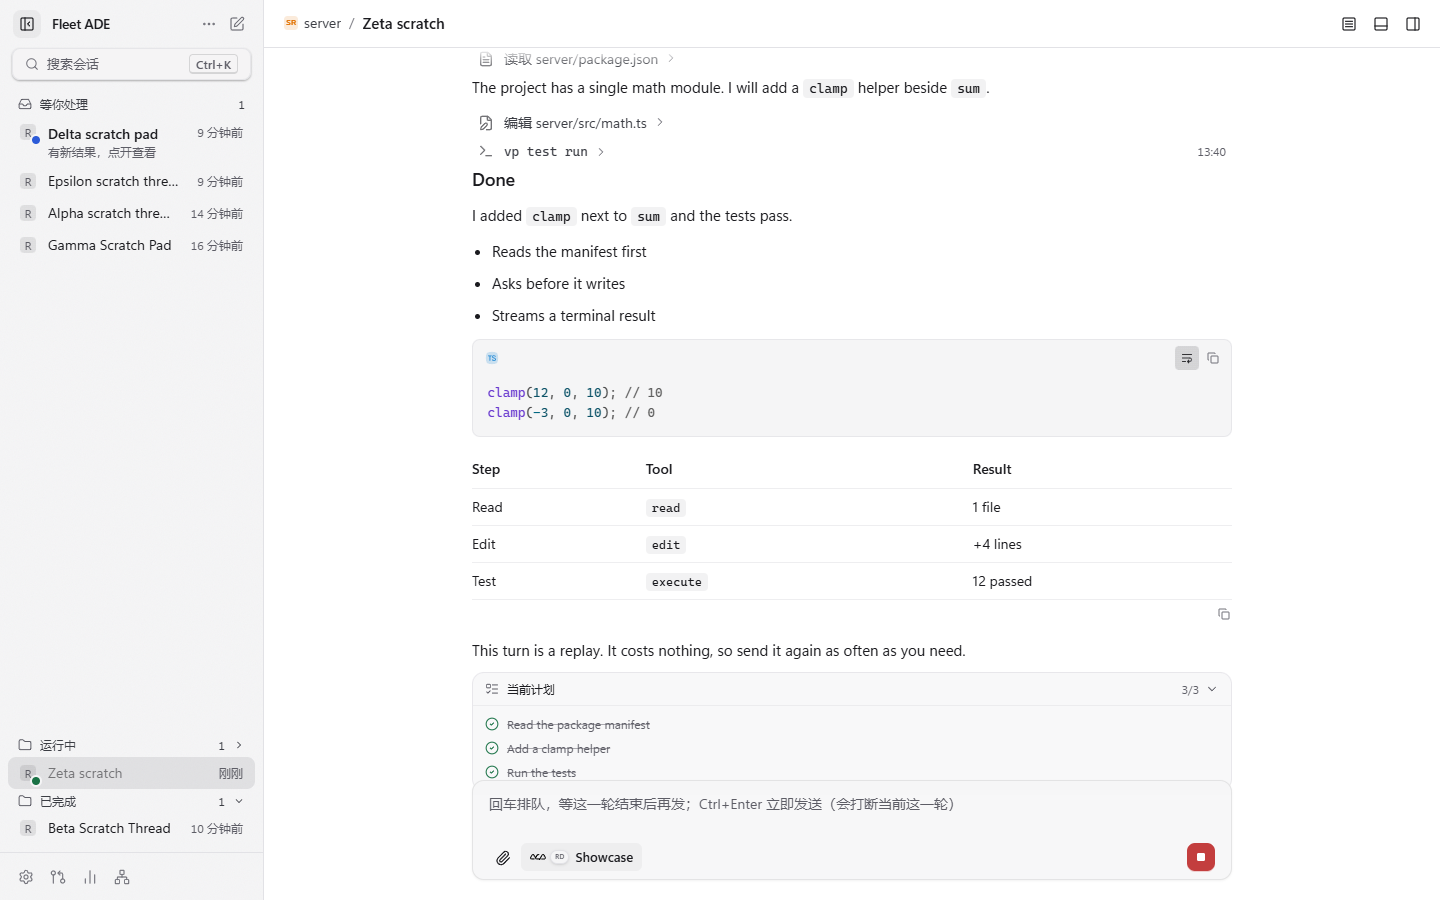 Fleet ADE
搜索会话 Ctrl+K
等你处理 1
R Delta scratch pad 9 分钟前
有新结果，点开查看
R Epsilon scratch thre... 9 分钟前
R Alpha scratch thre... 14 分钟前
R Gamma Scratch Pad 16 分钟前
运行中 1
R Zeta scratch 刚刚
已完成 1
R Beta Scratch Thread 10 分钟前
SR server / Zeta scratch
读取 server/package.json
The project has a single math module. I will add a clamp helper beside sum.
编辑 server/src/math.ts
vp test run 13:40
Done
I added clamp next to sum and the tests pass.
• Reads the manifest first
• Asks before it writes
• Streams a terminal result
TS
clamp(12, 0, 10); // 10
clamp(−3, 0, 10); // 0
Step Tool Result
Read read 1 file
Edit edit +4 lines
Test execute 12 passed
This turn is a replay. It costs nothing, so send it again as often as you need.
当前计划 3/3
Read the package manifest
Add a clamp helper
Run the tests
回车排队，等这一轮结束后再发；Ctrl+Enter 立即发送（会打断当前这一轮）
RD Showcase